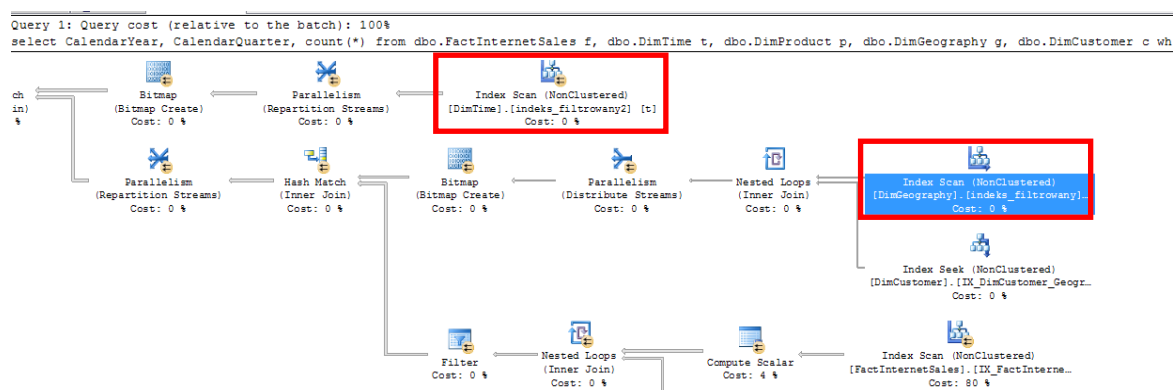 Query 1: Query cost (relative to the batch): 100%
select CalendarYear, CalendarQuarter, count(*) from dbo.FactInternetSales f, dbo.DimTime t, dbo.DimProduct p, dbo.DimGeography g, dbo.DimCustomer c wh
ch
in)
%
Bitmap
(Bitmap Create)
Cost: 0 %
Parallelism
(Repartition Streams)
Cost: 0 %
Index Scan (NonClustered)
[DimTime].[indeks_filtrowany2] [t]
Cost: 0 %
Parallelism
(Repartition Streams)
Cost: 0 %
Hash Match
(Inner Join)
Cost: 0 %
Bitmap
(Bitmap Create)
Cost: 0 %
Parallelism
(Distribute Streams)
Cost: 0 %
Nested Loops
(Inner Join)
Cost: 0 %
Index Scan (NonClustered)
[DimGeography].[indeks_filtrowany]…
Cost: 0 %
Index Seek (NonClustered)
[DimCustomer].[IX_DimCustomer_Geogr…
Cost: 0 %
Filter
Cost: 0 %
Nested Loops
(Inner Join)
Cost: 0 %
Compute Scalar
Cost: 4 %
Index Scan (NonClustered)
[FactInternetSales].[IX_FactInterne…
Cost: 80 %